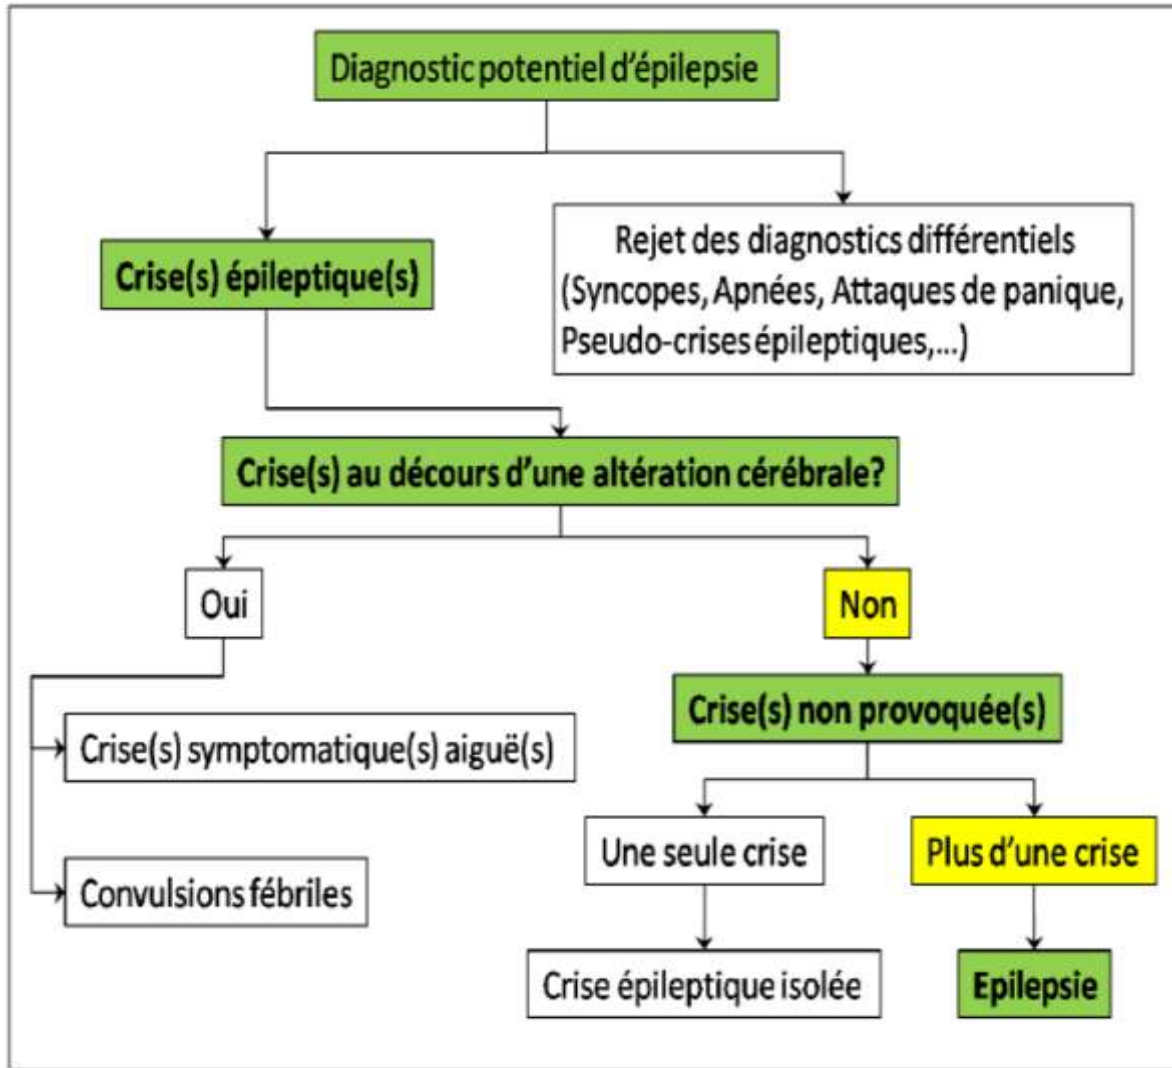 Diagnostic potentiel d'épilepsie
Crise(s) épileptique(s)
Rejet des diagnostics différentiels
(Syncopes, Apnées, Attaques de panique,
Pseudo-crises épileptiques,...)
Crise(s) au décours d'une altération cérébrale?
Oui
Non
Crise(s) non provoquée(s)
Crise(s) symptomatique(s) aiguë(s)
Une seule crise
Plus d'une crise
Convulsions fébriles
Crise épileptique isolée
Epilepsie